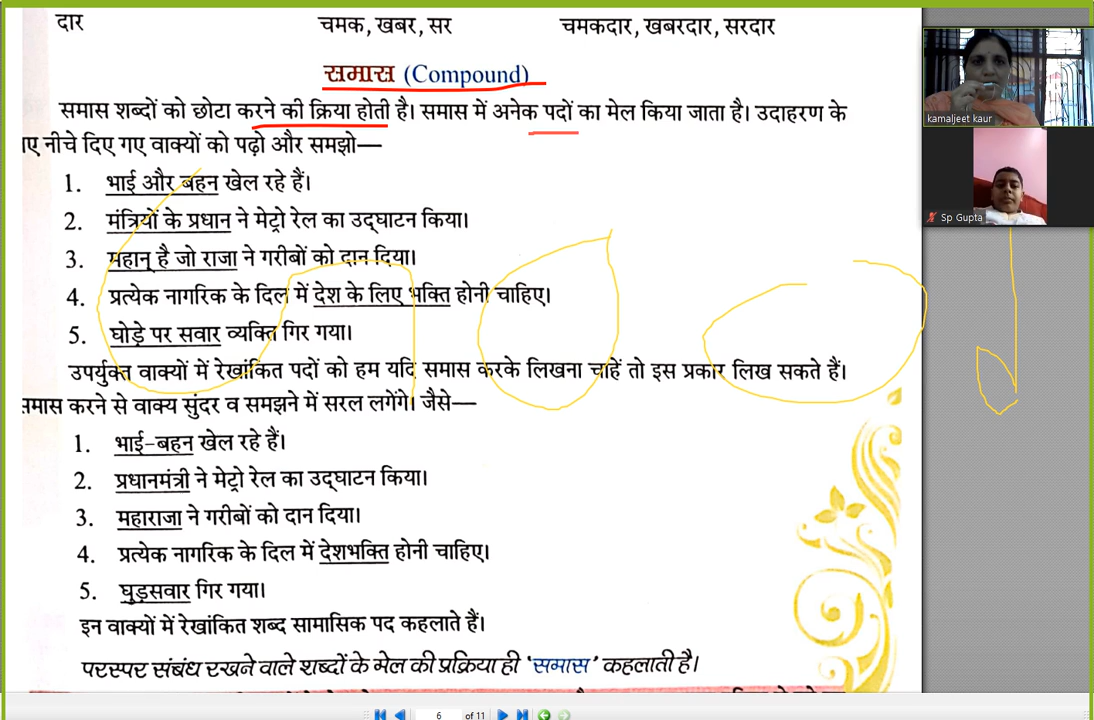 दार चमक, खबर, सर चमकदार, खबरदार, सरदार
समास (Compound)
समास शब्दों को छोटा करने की क्रिया होती है। समास में अनेक पदों का मेल किया जाता है। उदाहरण के
नीचे दिए गए वाक्यों को पढ़ो और समझो—
1. भाई और बहन खेल रहे हैं।
2. मंत्रियों के प्रधान ने मेट्रो रेल का उद्घाटन किया।
3. महान् है जो राजा ने गरीबों को दान दिया।
4. प्रत्येक नागरिक के दिल में देश के लिए भक्ति होनी चाहिए।
5. घोड़े पर सवार व्यक्ति गिर गया।
उपर्युक्त वाक्यों में रेखांकित पदों को हम यदि समास करके लिखना चाहें तो इस प्रकार लिख सकते हैं।
समास करने से वाक्य सुंदर व समझने में सरल लगेंगे। जैसे—
1. भाई-बहन खेल रहे हैं।
2. प्रधानमंत्री ने मेट्रो रेल का उद्घाटन किया।
3. महाराजा ने गरीबों को दान दिया।
4. प्रत्येक नागरिक के दिल में देशभक्ति होनी चाहिए।
5. घुड़सवार गिर गया।
इन वाक्यों में रेखांकित शब्द सामासिक पद कहलाते हैं।
परस्पर संबंध रखने वाले शब्दों के मेल की प्रक्रिया ही 'समास' कहलाती है।
kamaljeet kaur
Sp Gupta
6 of 11